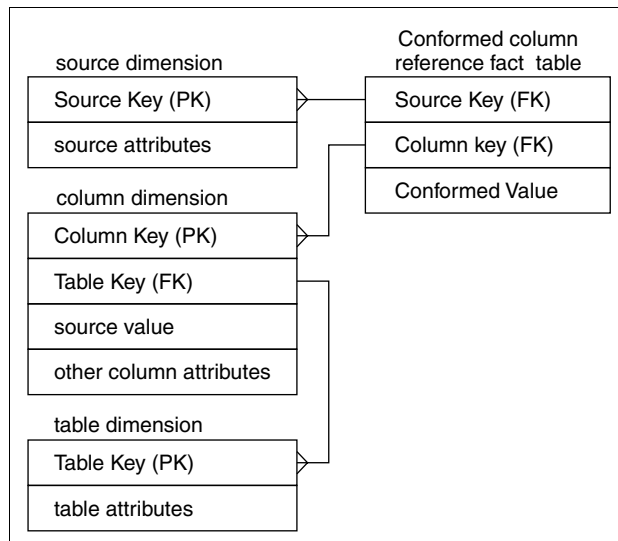 source dimension
Source Key (PK)
source attributes
column dimension
Column Key (PK)
Table Key (FK)
source value
other column attributes
table dimension
Table Key (PK)
table attributes
Conformed column
reference fact table
Source Key (FK)
Column key (FK)
Conformed Value